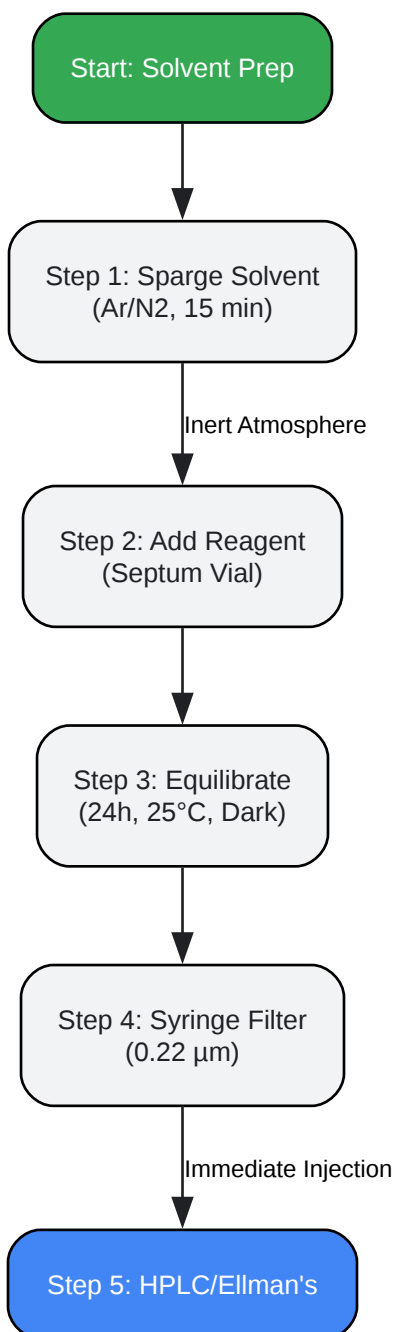 Start: Solvent Prep
Step 1: Sparge Solvent
(Ar/N2, 15 min)
Inert Atmosphere
Step 2: Add Reagent
(Septum Vial)
Step 3: Equilibrate
(24h, 25°C, Dark)
Step 4: Syringe Filter
(0.22 µm)
Immediate Injection
Step 5: HPLC/Ellman's